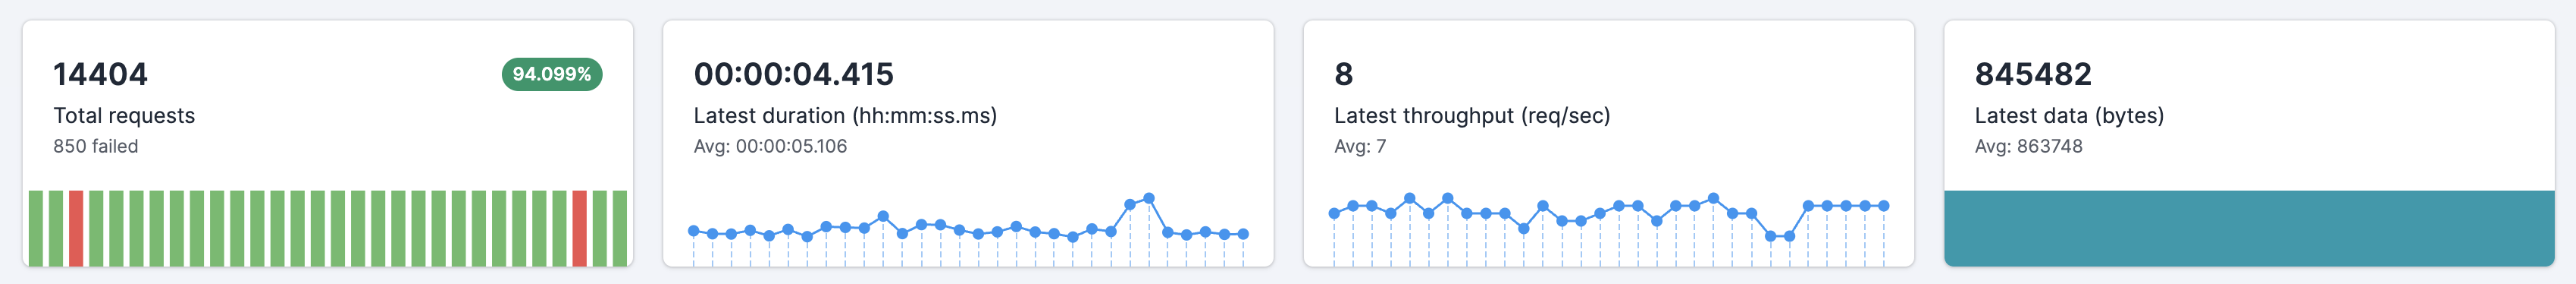 14404
94.099%
Total requests
850 failed
00:00:04.415
Latest duration (hh:mm:ss.ms)
Avg: 00:00:05.106
8
Latest throughput (req/sec)
Avg: 7
845482
Latest data (bytes)
Avg: 863748